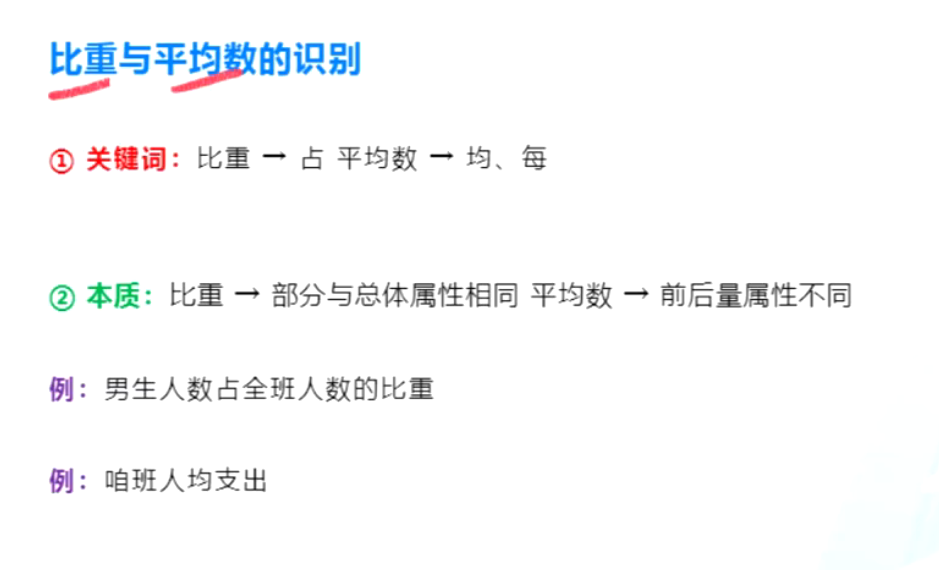 比重与平均数的识别
① 关键词：比重 → 占 平均数 → 均、每
② 本质：比重 → 部分与总体属性相同 平均数 → 前后量属性不同
例：男生人数占全班人数的比重
例：咱班人均支出